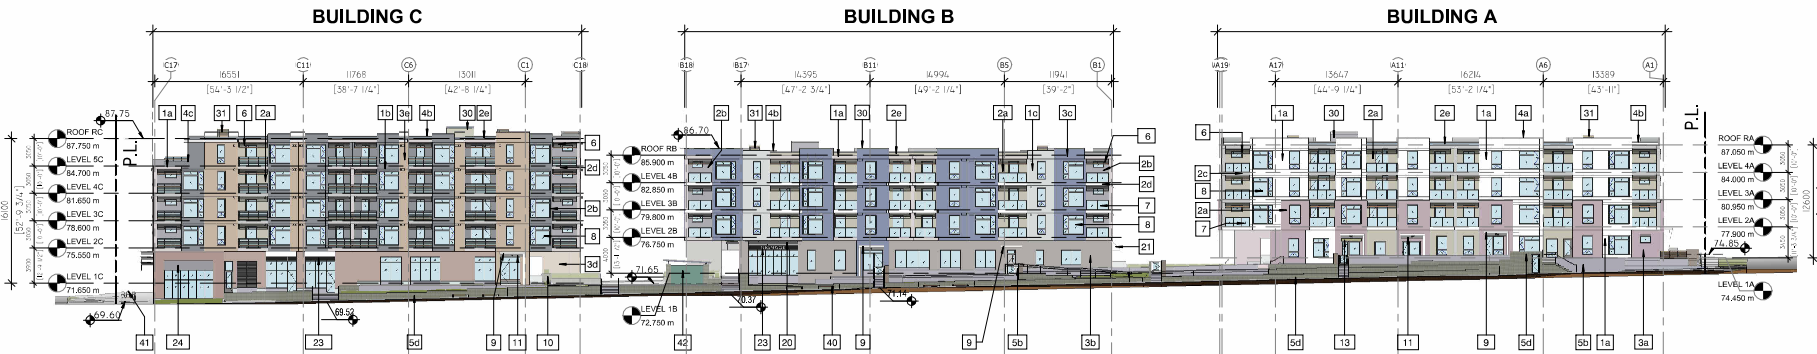 BUILDING C
BUILDING B
BUILDING A
C17 C11 C6 C1 C18
16551 11768 13011
[54'-3 1/2"] [38'-7 1/4"] [42'-8 1/4"]
B18 B17 B11 B5 B1
14395 14994 11941
[47'-2 3/4"] [49'-2 1/4"] [39'-2"]
A19 A17 A11 A6 A1
13647 16214 13389
[44'-9 1/4"] [53'-2 1/4"] [43'-11"]
87.75
1a 4c 31 6 2a 1b 3e 4b 30 2e
6
2d
2b
8
3d
P.L.
ROOF RC
87.750 m
LEVEL 5C
84.700 m
LEVEL 4C
81.650 m
LEVEL 3C
78.600 m
LEVEL 2C
75.550 m
LEVEL 1C
71.650 m
16100
[52'-9 3/4"]
69.60
69.52
41 24 23 5d 9 11 10
86.70
2b 31 4b 1a 30 2e 2a 1c 3c
6
2b
2d
7
8
21
ROOF RB
85.900 m
LEVEL 4B
82.850 m
LEVEL 3B
79.800 m
LEVEL 2B
76.750 m
71.65
LEVEL 1B
72.750 m
70.37
71.14
42 23 20 40 9 9 5b 3b
6
2c
8
2a
7
1a 30 2a 2e 1a 4a 31 4b
P.L.
ROOF RA
87.050 m
LEVEL 4A
84.000 m
LEVEL 3A
80.950 m
LEVEL 2A
77.900 m
74.85
LEVEL 1A
74.450 m
12600
5d 13 11 9 5d 5b 1a 3a